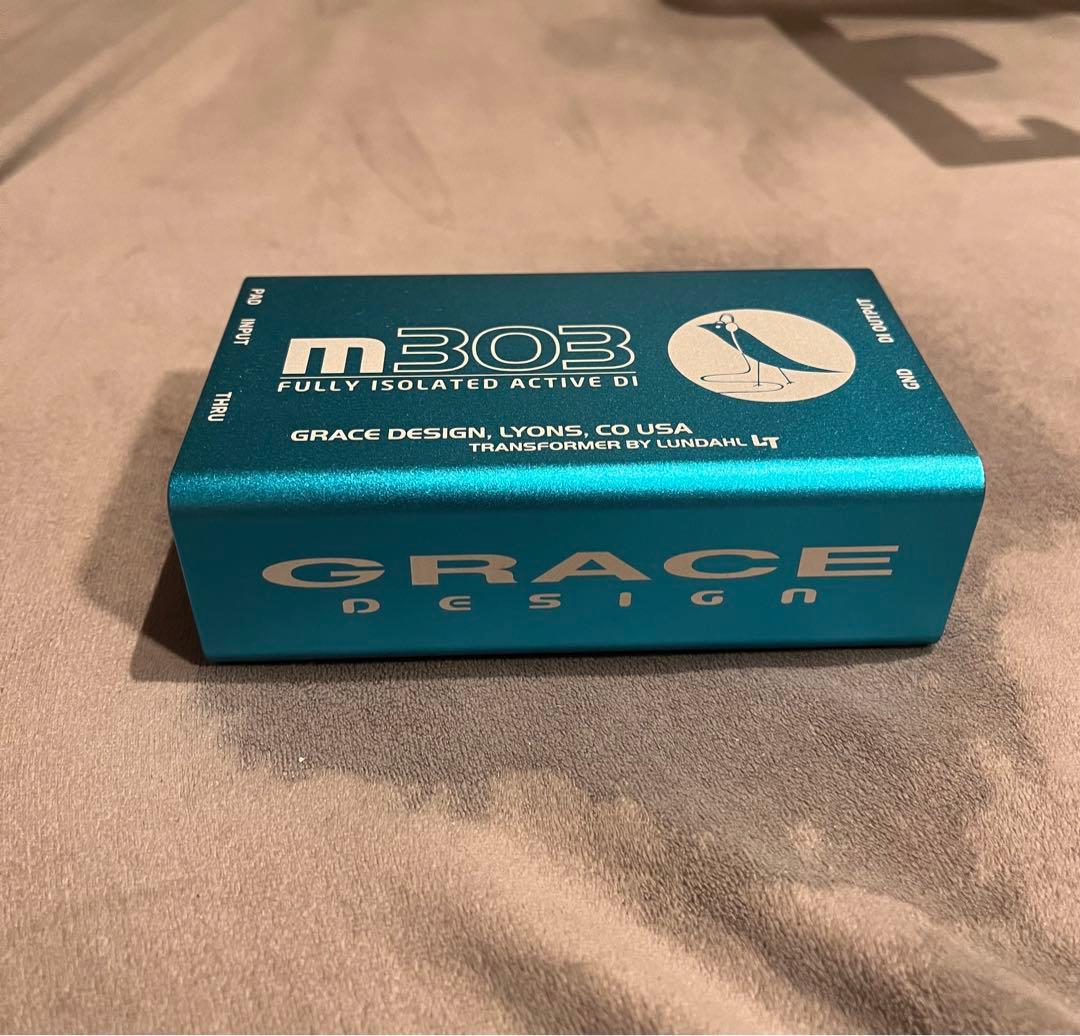 PAD INPUT
THRU
m303
FULLY ISOLATED ACTIVE DI
GRACE DESIGN, LYONS, CO USA
TRANSFORMER BY LUNDAHL LT
DI OUTPUT
GND
GRACE
DESIGN